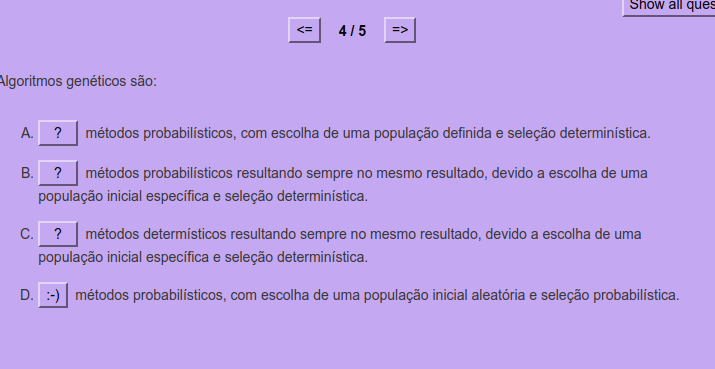 Show all ques
<= 4 / 5 =>
Algoritmos genéticos são:
A. ? métodos probabilísticos, com escolha de uma população definida e seleção determinística.
B. ? métodos probabilísticos resultando sempre no mesmo resultado, devido a escolha de uma
população inicial específica e seleção determinística.
C. ? métodos determísticos resultando sempre no mesmo resultado, devido a escolha de uma
população inicial específica e seleção determinística.
D. :-) métodos probabilísticos, com escolha de uma população inicial aleatória e seleção probabilística.